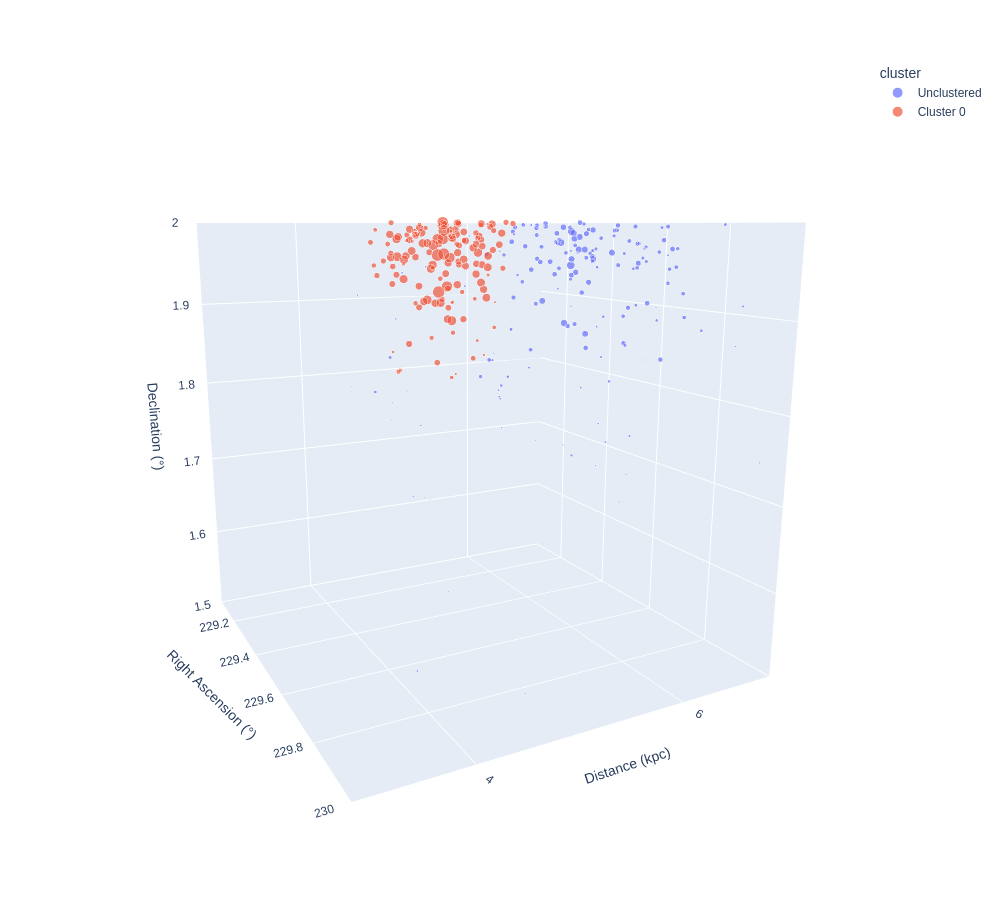 cluster
Unclustered
Cluster 0
2
1.9
1.8
1.7
1.6
1.5
Declination (°)
229.2
229.4
229.6
229.8
230
Right Ascension (°)
4
6
Distance (kpc)